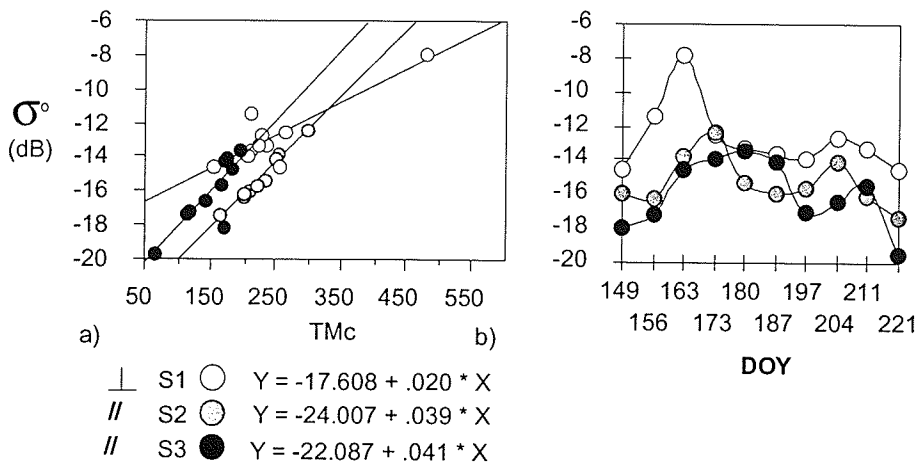 -6
-8
-10
-12
-14
-16
-18
-20
σ°
(dB)
50 150 250 350 450 550
TMc
a)
-6
-8
-10
-12
-14
-16
-18
-20
149 163 180 197 211
156 173 187 204 221
b)
DOY
⊥ S1 Y = -17.608 + .020 * X
// S2 Y = -24.007 + .039 * X
// S3 Y = -22.087 + .041 * X